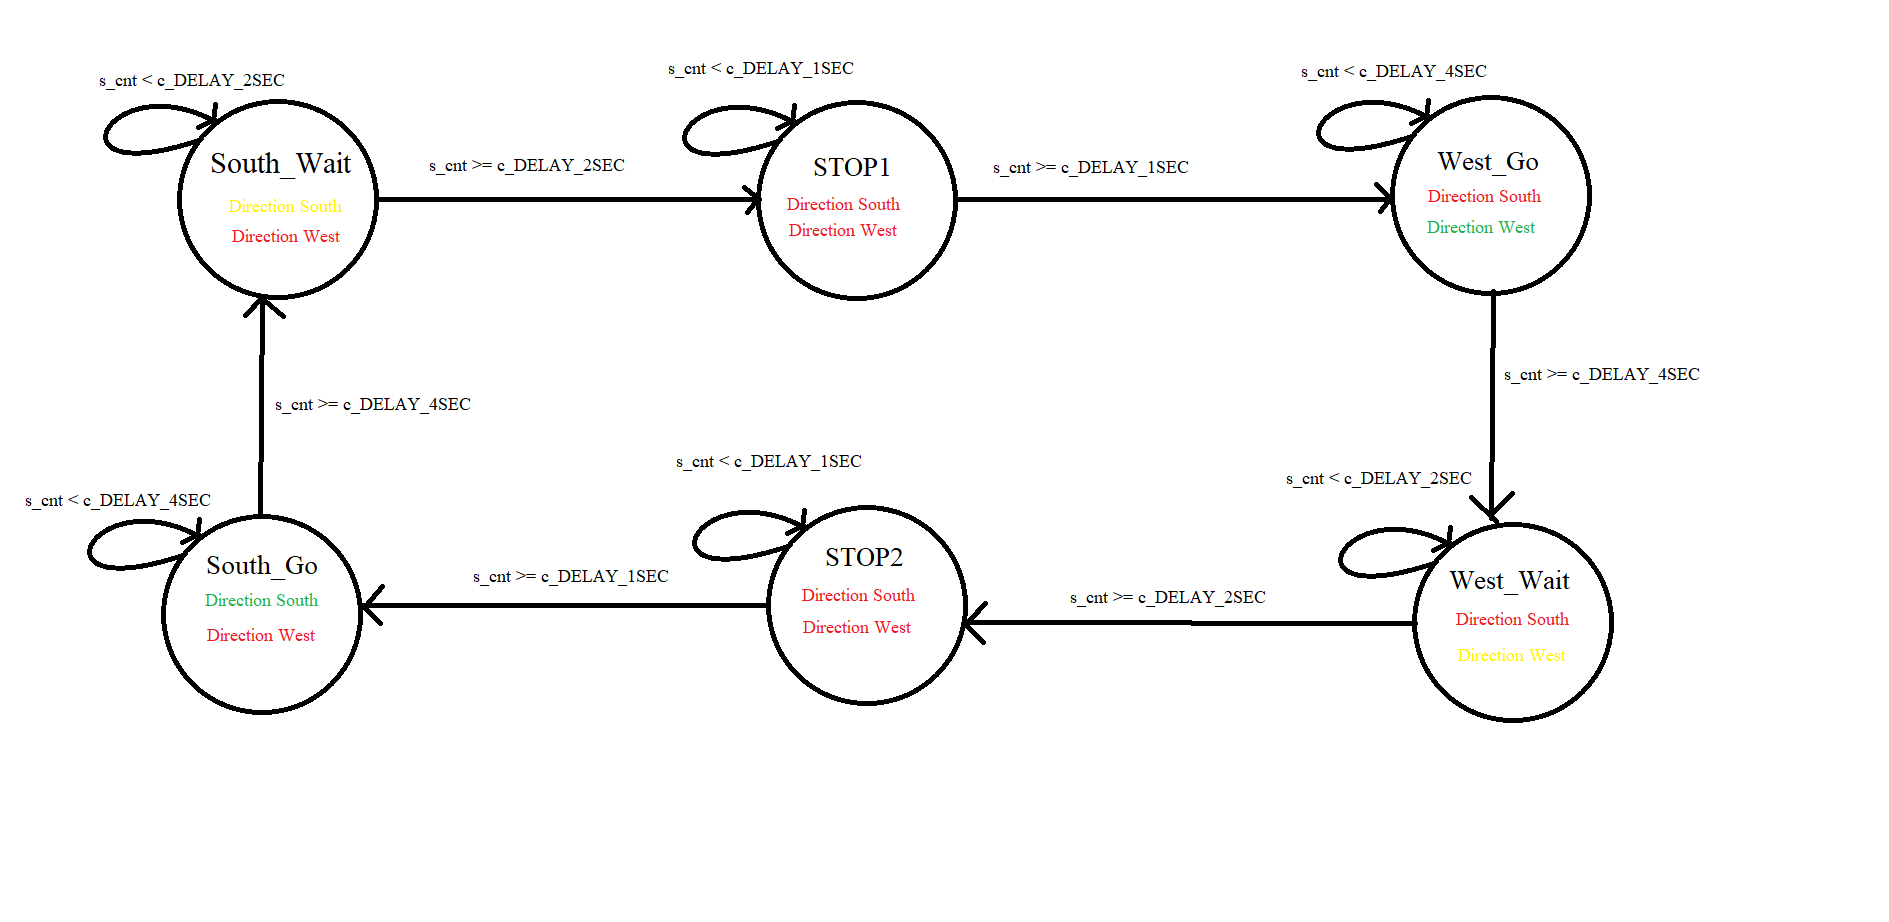 s_cnt < c_DELAY_2SEC
South_Wait
Direction South
Direction West
s_cnt >= c_DELAY_2SEC
s_cnt < c_DELAY_1SEC
STOP1
Direction South
Direction West
s_cnt >= c_DELAY_1SEC
s_cnt < c_DELAY_4SEC
West_Go
Direction South
Direction West
s_cnt >= c_DELAY_4SEC
s_cnt < c_DELAY_2SEC
West_Wait
Direction South
Direction West
s_cnt >= c_DELAY_2SEC
s_cnt < c_DELAY_1SEC
STOP2
Direction South
Direction West
s_cnt >= c_DELAY_1SEC
s_cnt < c_DELAY_4SEC
South_Go
Direction South
Direction West
s_cnt >= c_DELAY_4SEC